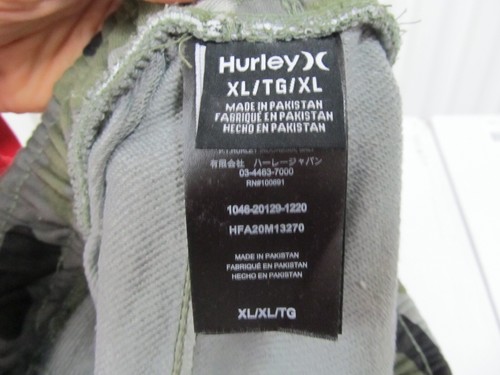 Hurley
XL/TG/XL
MADE IN PAKISTAN
FABRIQUÉ EN PAKISTAN
HECHO EN PAKISTAN
有限会社 ハーレージャパン
03-4463-7000
RN#100691
1046-20129-1220
HFA20M13270
MADE IN PAKISTAN
FABRIQUÉ EN PAKISTAN
HECHO EN PAKISTAN
XL/XL/TG